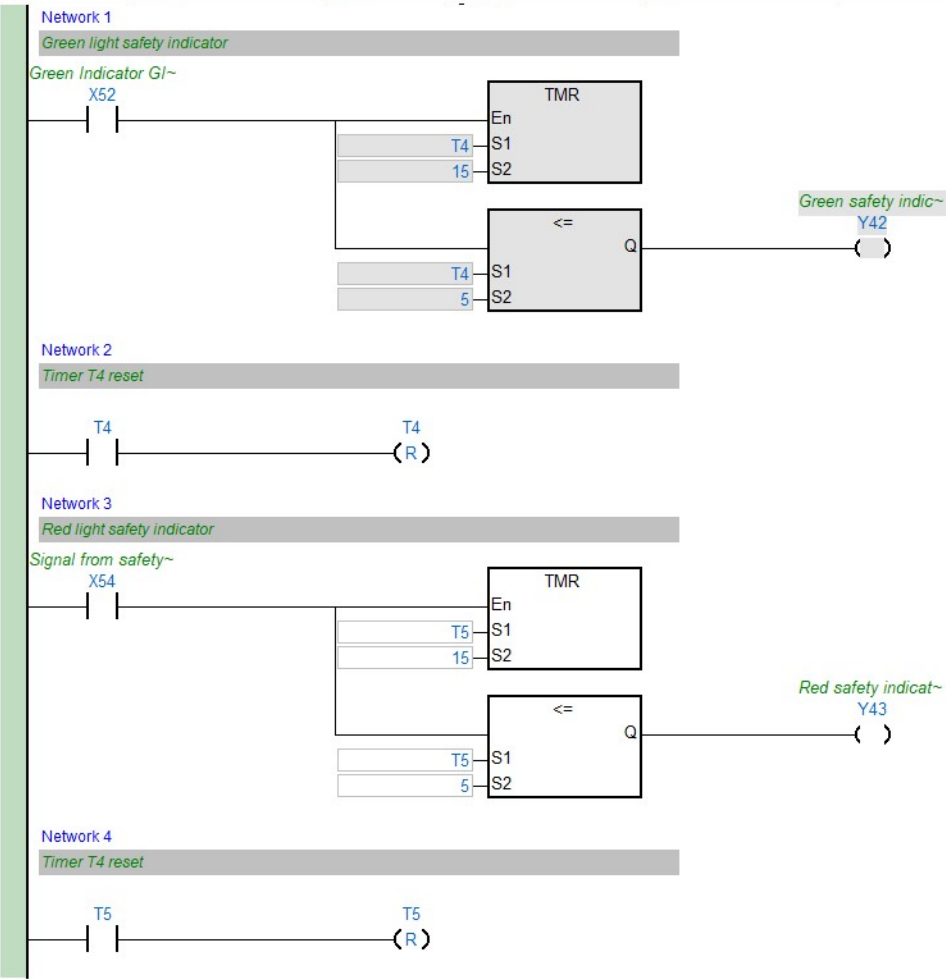 Network 1
Green light safety indicator
Green Indicator GI~
X52
TMR
En
T4 S1
15 S2
Green safety indic~
<=
Y42
Q
T4 S1
5 S2
Network 2
Timer T4 reset
T4 T4
R
Network 3
Red light safety indicator
Signal from safety~
X54
TMR
En
T5 S1
15 S2
Red safety indicat~
<=
Y43
Q
T5 S1
5 S2
Network 4
Timer T4 reset
T5 T5
R